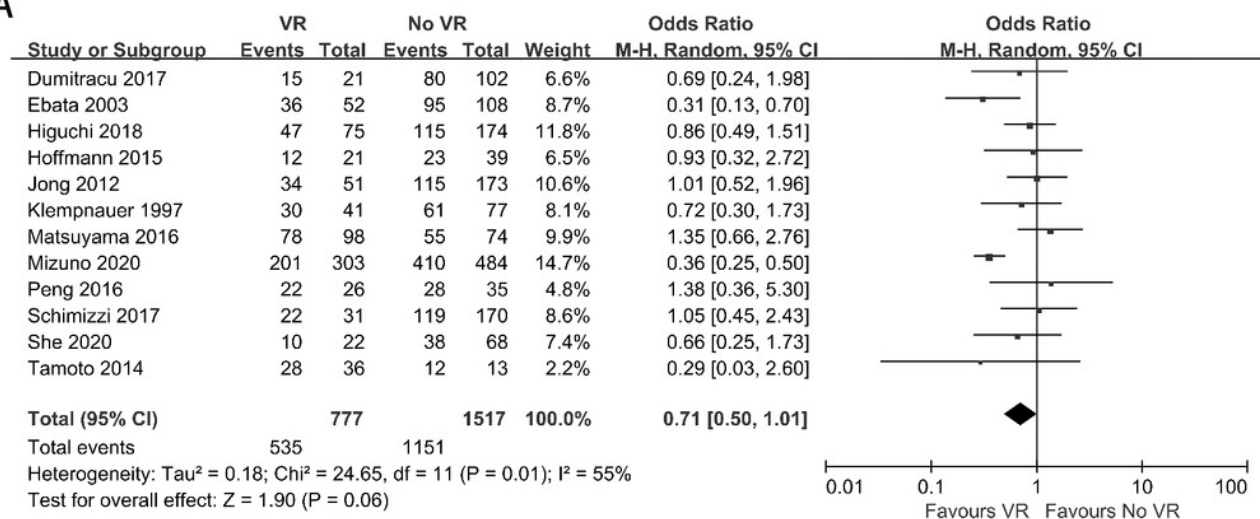 A
VR No VR Odds Ratio Odds Ratio
Study or Subgroup Events Total Events Total Weight M-H, Random, 95% CI M-H, Random, 95% CI
Dumitracu 2017 15 21 80 102 6.6% 0.69 [0.24, 1.98]
Ebata 2003 36 52 95 108 8.7% 0.31 [0.13, 0.70]
Higuchi 2018 47 75 115 174 11.8% 0.86 [0.49, 1.51]
Hoffmann 2015 12 21 23 39 6.5% 0.93 [0.32, 2.72]
Jong 2012 34 51 115 173 10.6% 1.01 [0.52, 1.96]
Klempnauer 1997 30 41 61 77 8.1% 0.72 [0.30, 1.73]
Matsuyama 2016 78 98 55 74 9.9% 1.35 [0.66, 2.76]
Mizuno 2020 201 303 410 484 14.7% 0.36 [0.25, 0.50]
Peng 2016 22 26 28 35 4.8% 1.38 [0.36, 5.30]
Schimizzi 2017 22 31 119 170 8.6% 1.05 [0.45, 2.43]
She 2020 10 22 38 68 7.4% 0.66 [0.25, 1.73]
Tamoto 2014 28 36 12 13 2.2% 0.29 [0.03, 2.60]
Total (95% CI) 777 1517 100.0% 0.71 [0.50, 1.01]
Total events 535 1151
Heterogeneity: Tau² = 0.18; Chi² = 24.65, df = 11 (P = 0.01); I² = 55%
Test for overall effect: Z = 1.90 (P = 0.06)
0.01 0.1 1 10 100
Favours VR Favours No VR